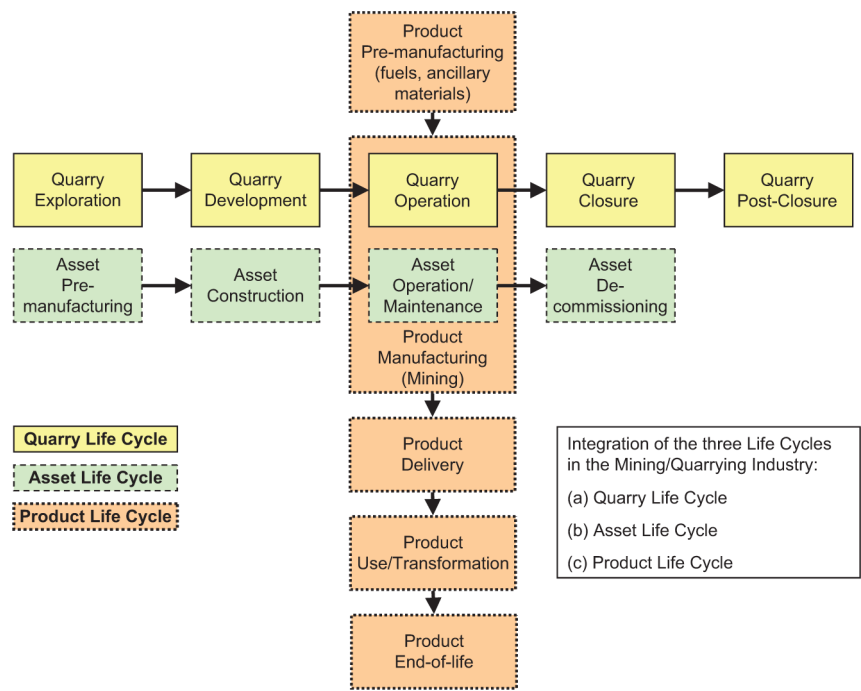 Product
Pre-manufacturing
(fuels, ancillary
materials)
Quarry
Exploration
Quarry
Development
Quarry
Operation
Quarry
Closure
Quarry
Post-Closure
Asset
Pre-
manufacturing
Asset
Construction
Asset
Operation/
Maintenance
Asset
De-
commissioning
Product
Manufacturing
(Mining)
Product
Delivery
Product
Use/Transformation
Product
End-of-life
Quarry Life Cycle
Asset Life Cycle
Product Life Cycle
Integration of the three Life Cycles
in the Mining/Quarrying Industry:
(a) Quarry Life Cycle
(b) Asset Life Cycle
(c) Product Life Cycle